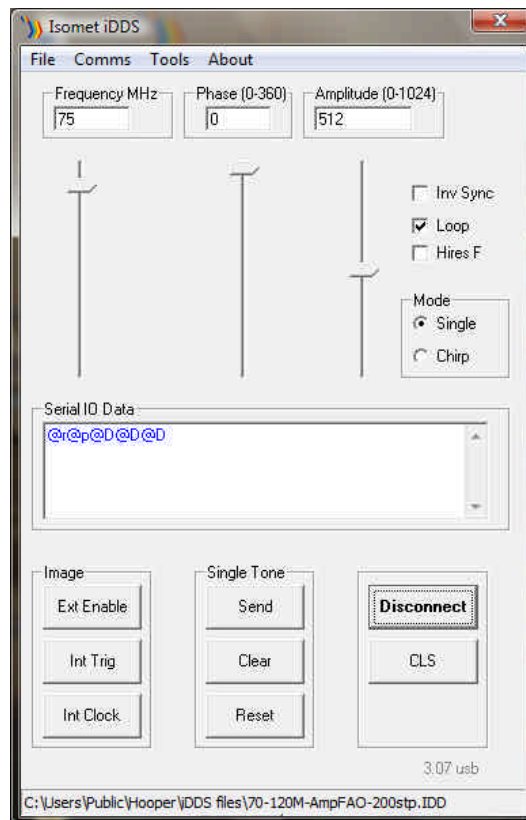 Isomet iDDS
File Comms Tools About
Frequency MHz Phase (0-360) Amplitude (0-1024)
75 0 512
Inv Sync
Loop
Hires F
Mode
Single
Chirp
Serial IO Data
@r@p@D@D@D
Image Single Tone
Ext Enable Send Disconnect
Int Trig Clear CLS
Int Clock Reset
3.07 usb
C:\Users\Public\Hooper\iDDS files\70-120M-AmpFAO-200stp.IDD